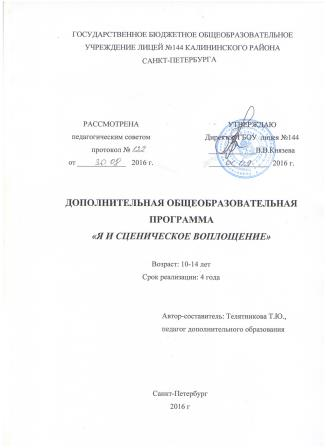 ГОСУДАРСТВЕННОЕ БЮДЖЕТНОЕ ОБЩЕОБРАЗОВАТЕЛЬНОЕ
УЧРЕЖДЕНИЕ ЛИЦЕЙ №144 КАЛИНИНСКОГО РАЙОНА
САНКТ-ПЕТЕРБУРГА
РАССМОТРЕНА УТВЕРЖДАЮ
педагогическим советом Директор ГБОУ лицея №144
протокол № 122 В.В.Князева
от 30 08 2016 г. 2016 г.
ДОПОЛНИТЕЛЬНАЯ ОБЩЕОБРАЗОВАТЕЛЬНАЯ
ПРОГРАММА
«Я И СЦЕНИЧЕСКОЕ ВОПЛОЩЕНИЕ»
Возраст: 10-14 лет
Срок реализации: 4 года
Автор-составитель: Телятникова Т.Ю.,
педагог дополнительного образования
Санкт-Петербург
2016 г